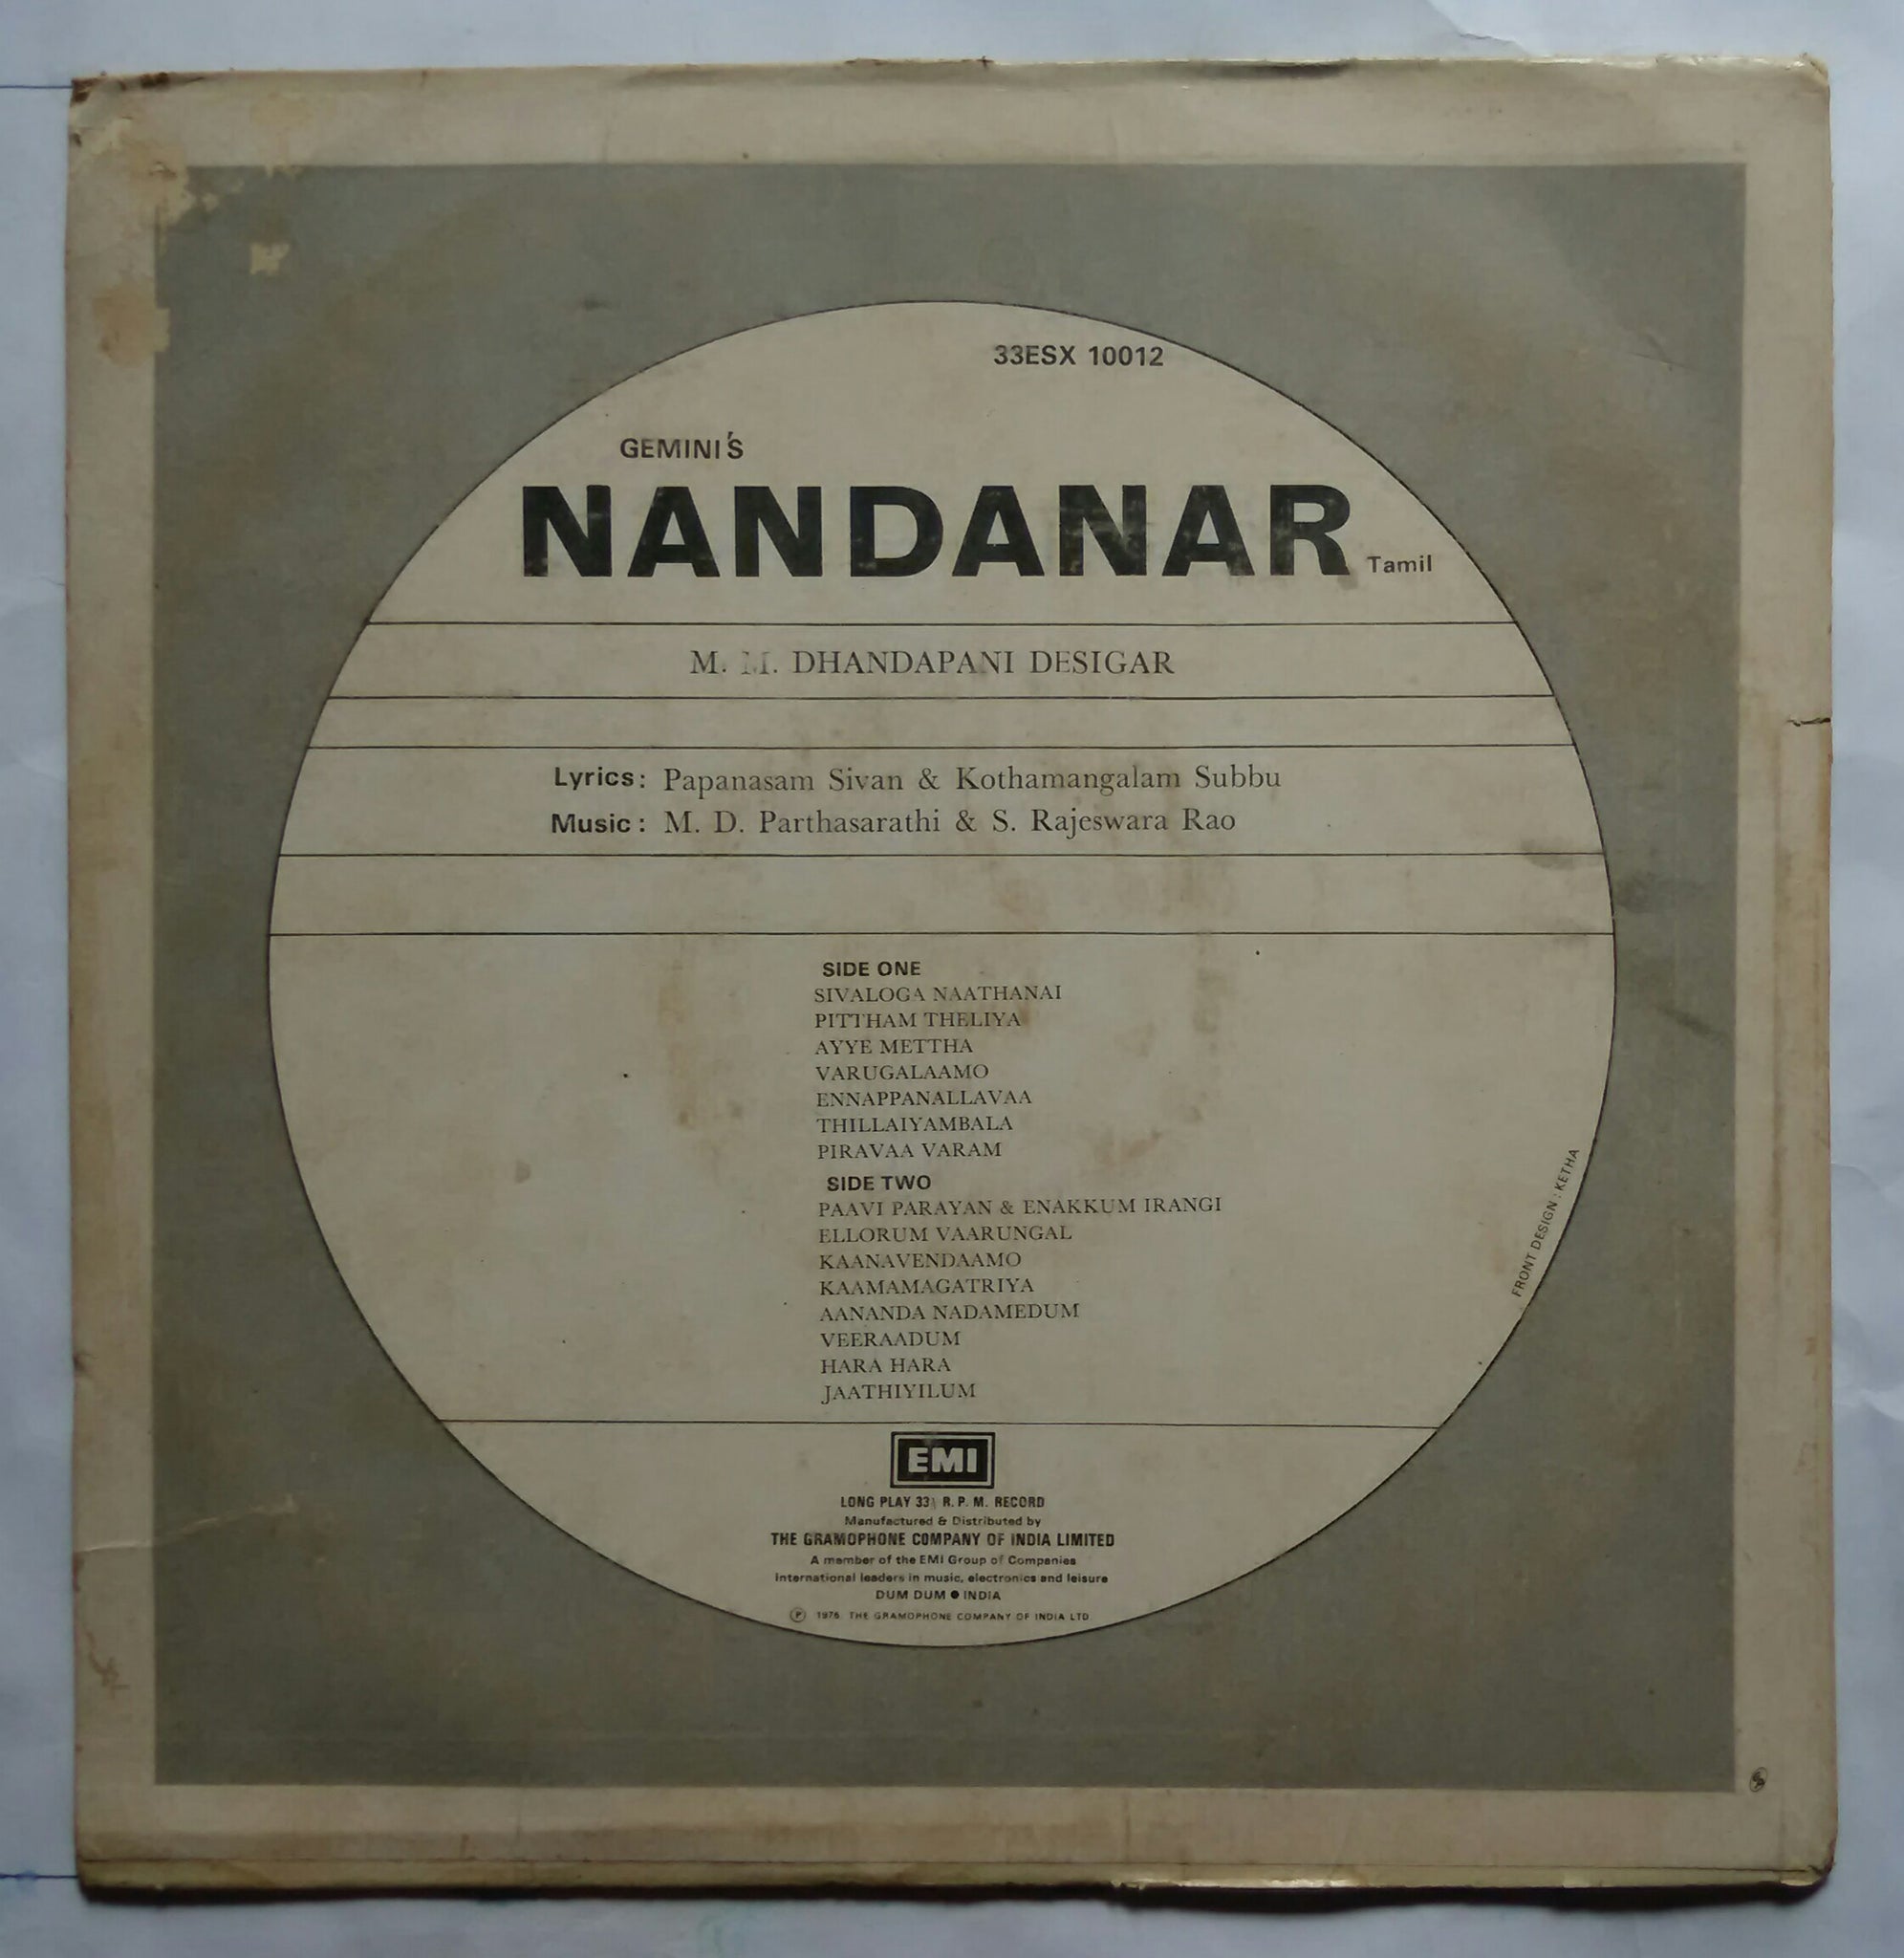 33ESX 10012
GEMINI'S
NANDANAR Tamil
M. M. DHANDAPANI DESIGAR
Lyrics: Papanasam Sivan & Kothamangalam Subbu
Music: M. D. Parthasarathi & S. Rajeswara Rao
SIDE ONE
SIVALOGA NAATHANAI
PITTHAM THELIYA
AYYE METTHA
VARUGALAAMO
ENNAPPANALLAVAA
THILLAIYAMBALA
PIRAVAA VARAM
SIDE TWO
PAAVI PARAYAN & ENAKKUM IRANGI
ELLORUM VAARUNGAL
KAANAVENDAAMO
KAAMAMAGATRIYA
AANANDA NADAMEDUM
VEERAADUM
HARA HARA
JAATHIYILUM
FRONT DESIGN : KETHA
EMI
LONG PLAY 33⅓ R. P. M. RECORD
Manufactured & Distributed by
THE GRAMOPHONE COMPANY OF INDIA LIMITED
A member of the EMI Group of Companies
International leaders in music, electronics and leisure
DUM DUM ● INDIA
Ⓟ 1976 THE GRAMOPHONE COMPANY OF INDIA LTD